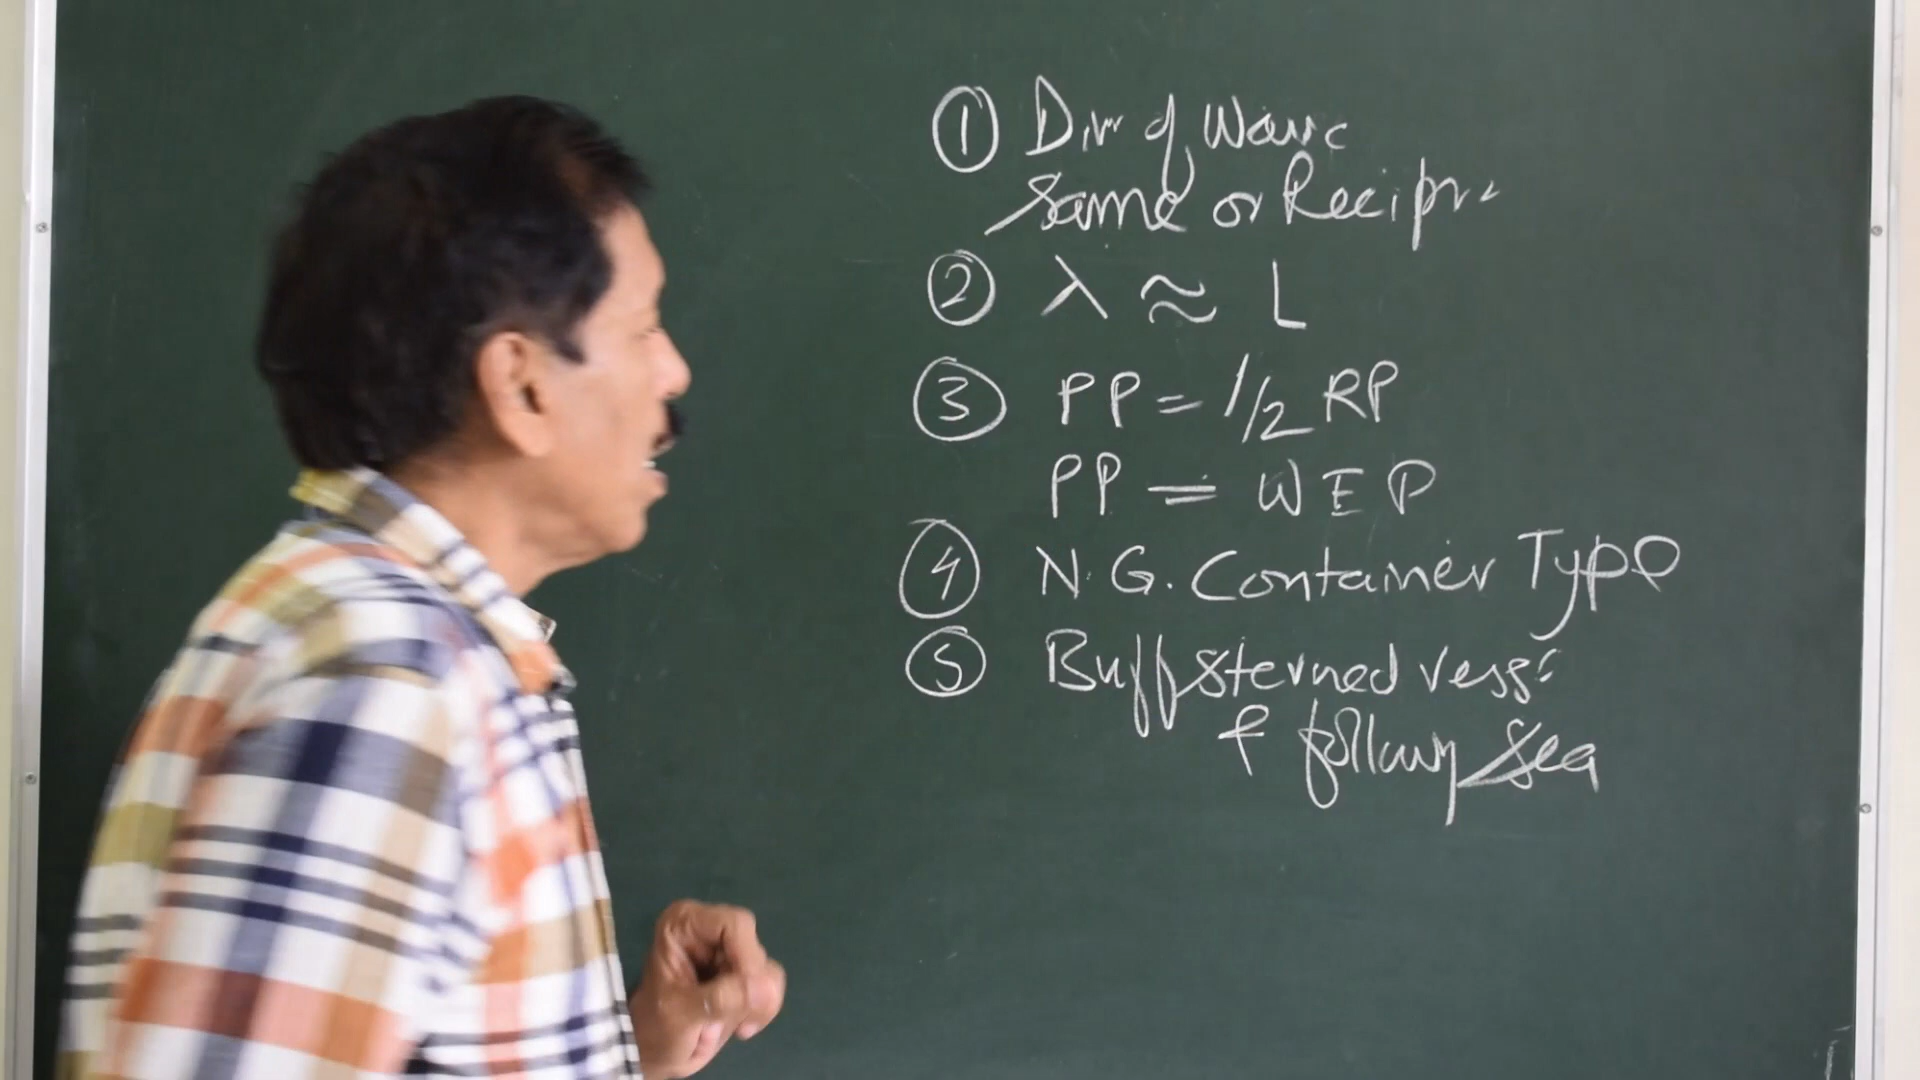 ① Dir of Wave
Same or Recipr.
② λ ≈ L
③ PP = 1/2 RP
PP = WEP
④ N.G. Container Type
⑤ Buff sterned vess
& follawy Sea